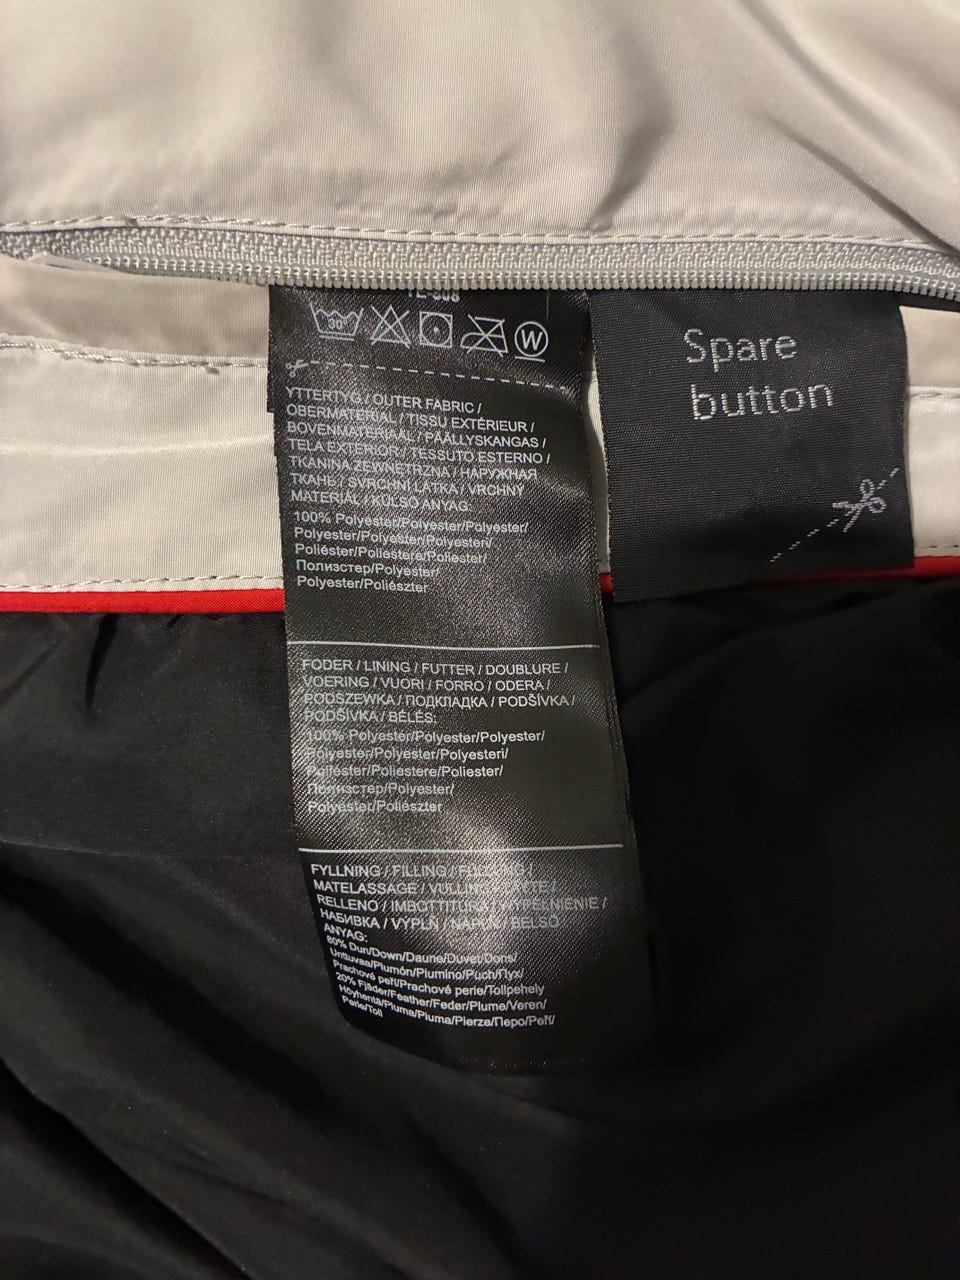 30°
W
YTTERTYG / OUTER FABRIC /
OBERMATERIAL / TISSU EXTÉRIEUR /
BOVENMATERIAAL / PÄÄLLYSKANGAS /
TELA EXTERIOR / TESSUTO ESTERNO /
TKANINA ZEWNĘTRZNA / НАРУЖНАЯ
ТКАНЬ / SVRCHNÍ LÁTKA / VRCHNÝ
MATERIÁL / KÜLSŐ ANYAG:
100% Polyester/Polyester/Polyester/
Polyester/Polyester/Polyesteri/
Poliéster/Poliestere/Poliester/
Полиэстер/Polyester/
Polyester/Poliészter
FODER / LINING / FUTTER / DOUBLURE /
VOERING / VUORI / FORRO / ODERA /
PODSZEWKA / ПОДКЛАДКА / PODŠÍVKA /
PODŠÍVKA / BÉLÉS:
100% Polyester/Polyester/Polyester/
Polyester/Polyester/Polyesteri/
Poliéster/Poliestere/Poliester/
Полиэстер/Polyester/
Polyester/Poliészter
FYLLNING / FILLING / FÜLLUNG /
MATELASSAGE / VULLING /
RELLENO / IMBOTTITURA / WYPEŁNIENIE /
НАБИВКА / VÝPLŇ / BELSŐ
ANYAG:
80% Dun/Down/Daune/Duvet/Dons/
Untuvaa/Plumón/Piumino/Puch/Пух/
Prachové peří/Prachové perie/Tollpehely
20% Fjäder/Feather/Feder/Plume/Veren/
Höyhentä/Pluma/Piuma/Pierze/Перо/Peří/
Perie/Toll
Spare
button